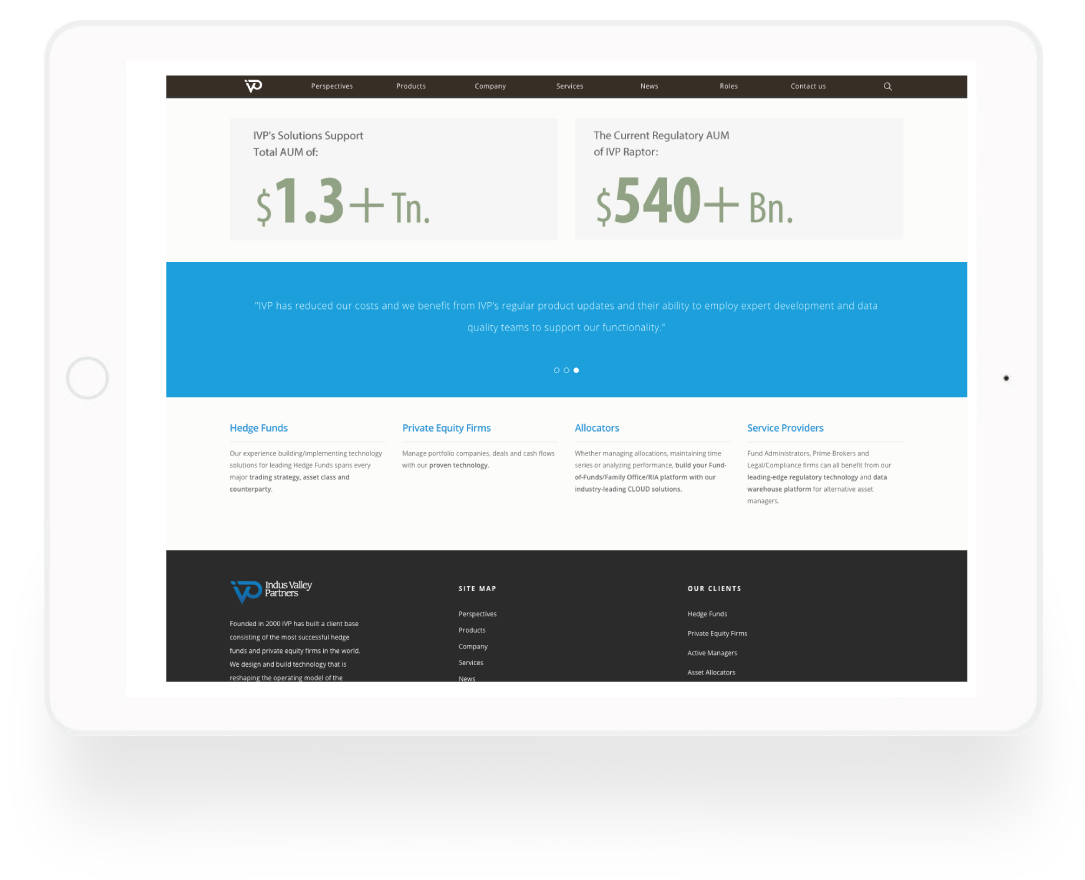 Perspectives Products Company Services News Roles Contact us
IVP's Solutions Support
Total AUM of:
$1.3+ Tn.
The Current Regulatory AUM
of IVP Raptor:
$540+ Bn.
"IVP has reduced our costs and we benefit from IVP's regular product updates and their ability to employ expert development and data
quality teams to support our functionality."
Hedge Funds
Our experience building/implementing technology
solutions for leading Hedge Funds spans every
major trading strategy, asset class and
counterparty.
Private Equity Firms
Manage portfolio companies, deals and cash flows
with our proven technology.
Allocators
Whether managing allocations, maintaining time
series or analyzing performance, build your Fund-
of-Funds/Family Office/RIA platform with our
industry-leading CLOUD solutions.
Service Providers
Fund Administrators, Prime Brokers and
Legal/Compliance firms can all benefit from our
leading-edge regulatory technology and data
warehouse platform for alternative asset
managers.
Indus Valley
Partners
Founded in 2000 IVP has built a client base
consisting of the most successful hedge
funds and private equity firms in the world.
We design and build technology that is
reshaping the operating model of the
SITE MAP
Perspectives
Products
Company
Services
News
OUR CLIENTS
Hedge Funds
Private Equity Firms
Active Managers
Asset Allocators